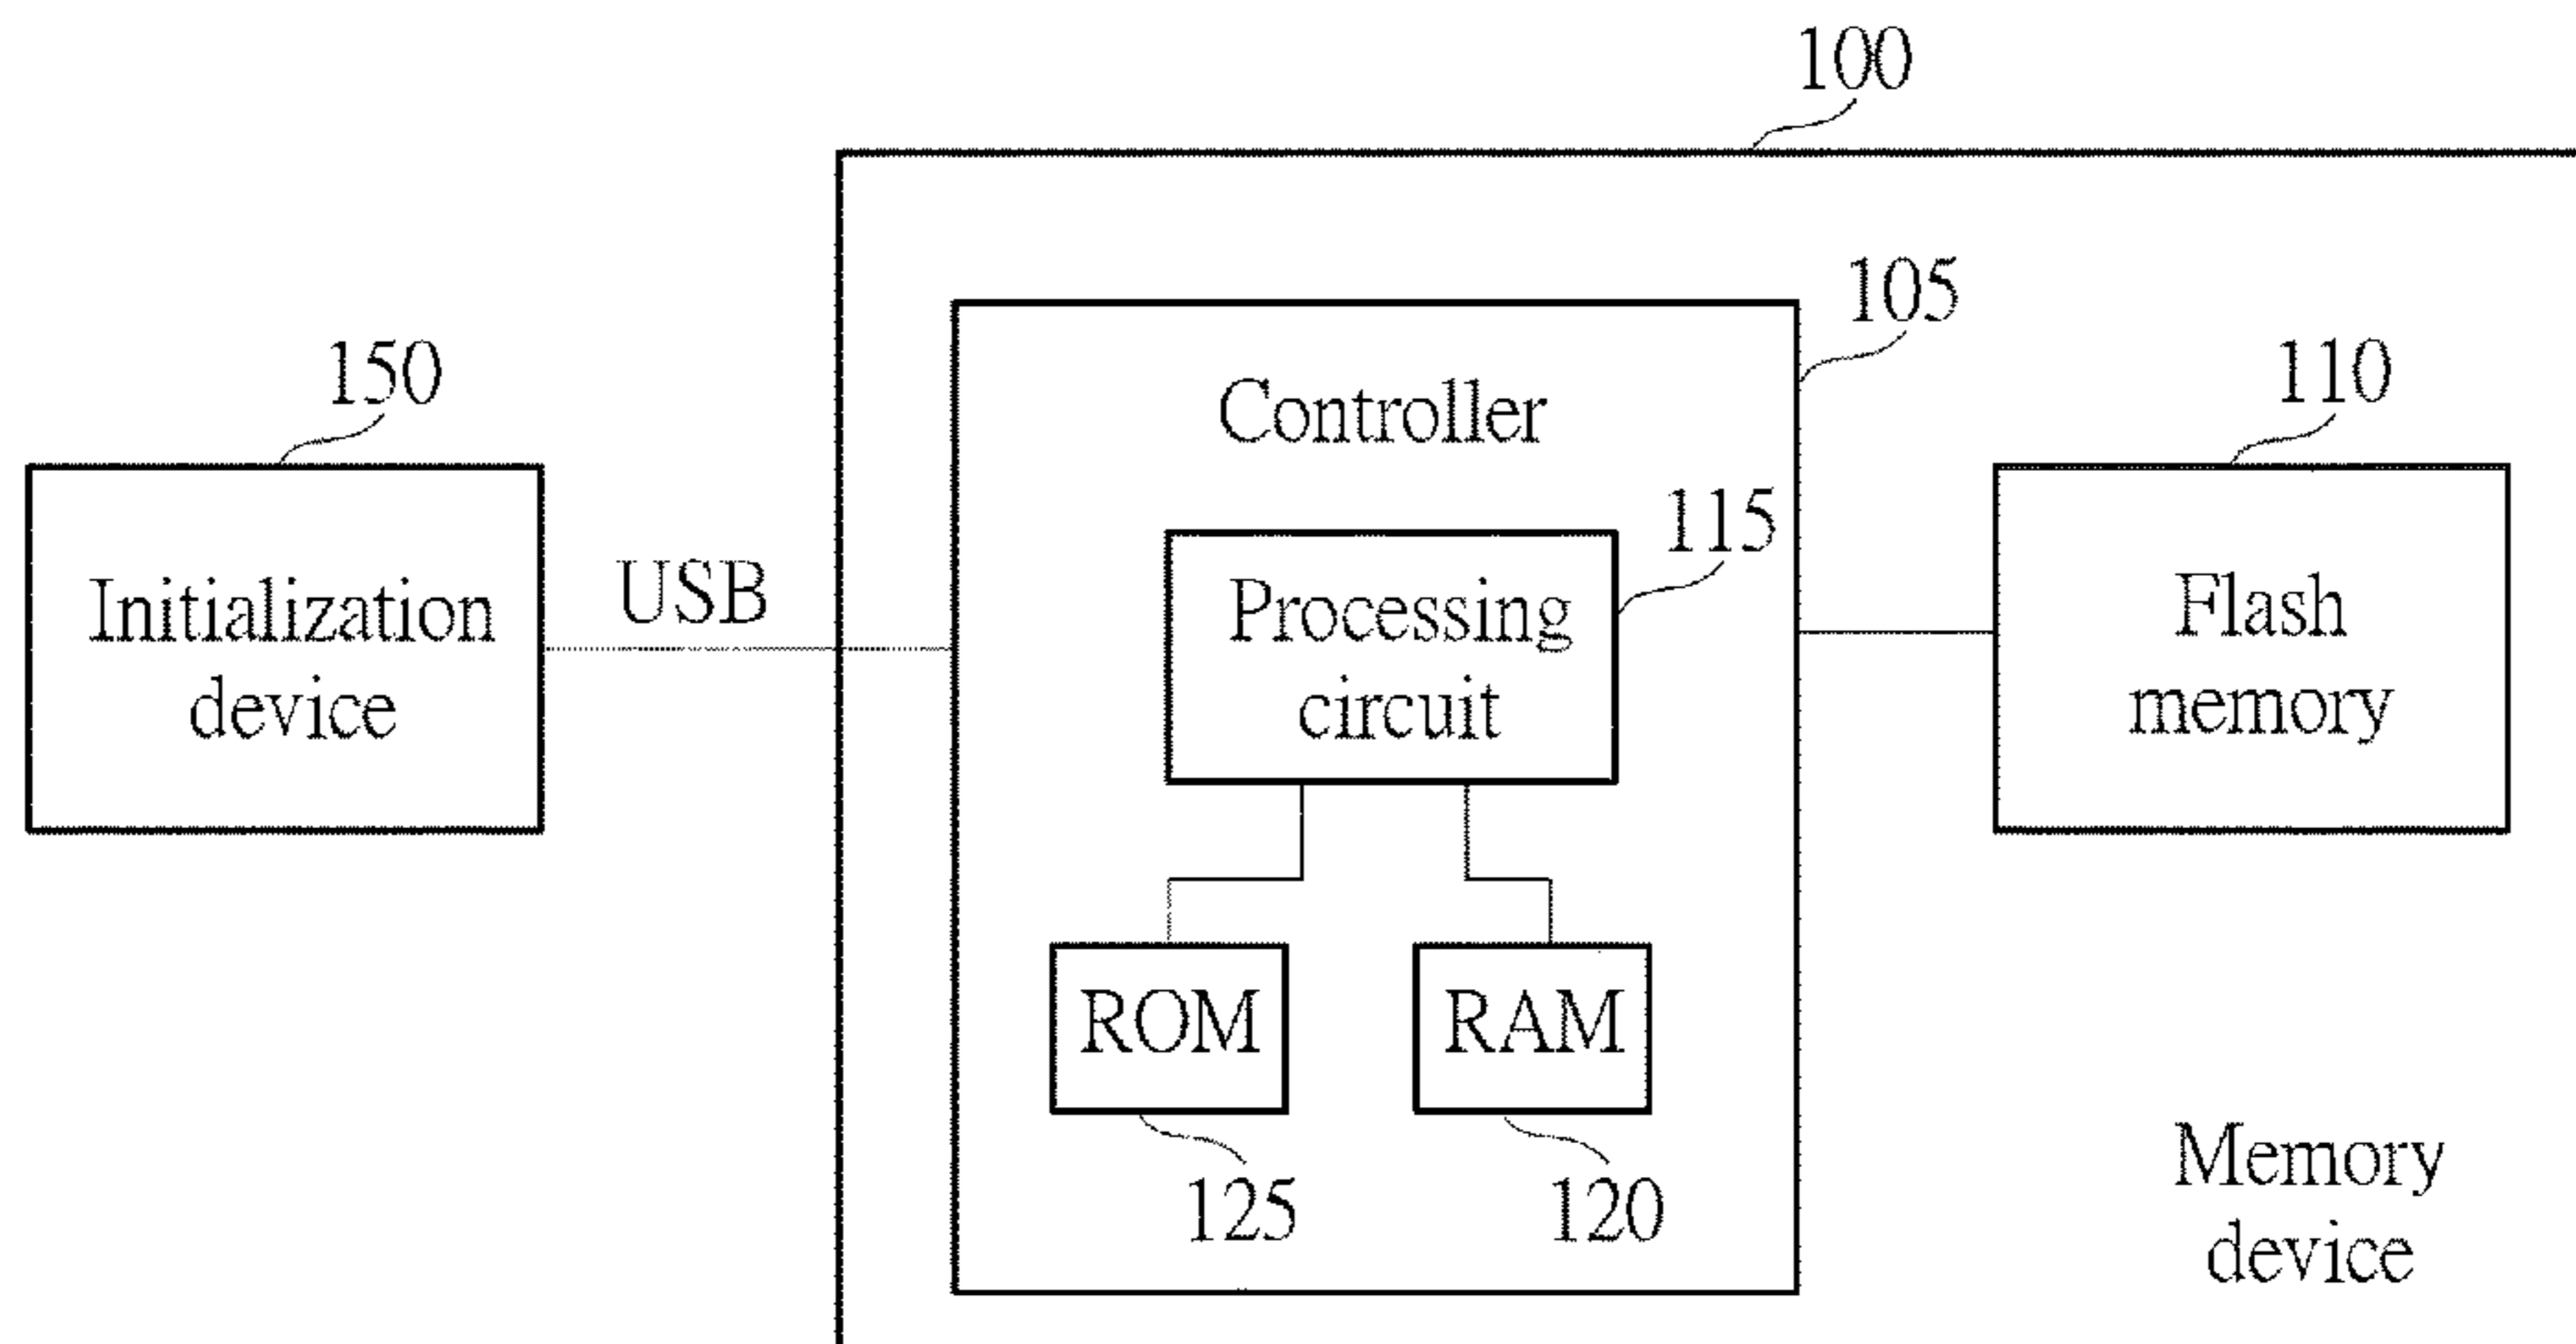 100
105
150
110
Controller
115
Initialization
device
USB
Processing
circuit
Flash
memory
ROM
RAM
125
120
Memory
device